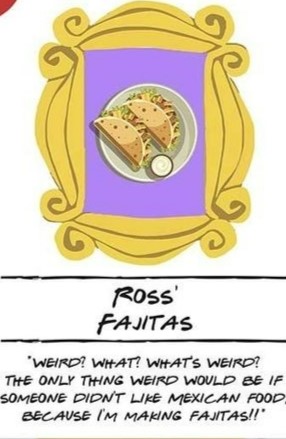 ROSS'
FAJITAS
"WEIRD? WHAT? WHAT'S WEIRD?
THE ONLY THING WEIRD WOULD BE IF
SOMEONE DIDN'T LIKE MEXICAN FOOD,
BECAUSE I'M MAKING FAJITAS!!"